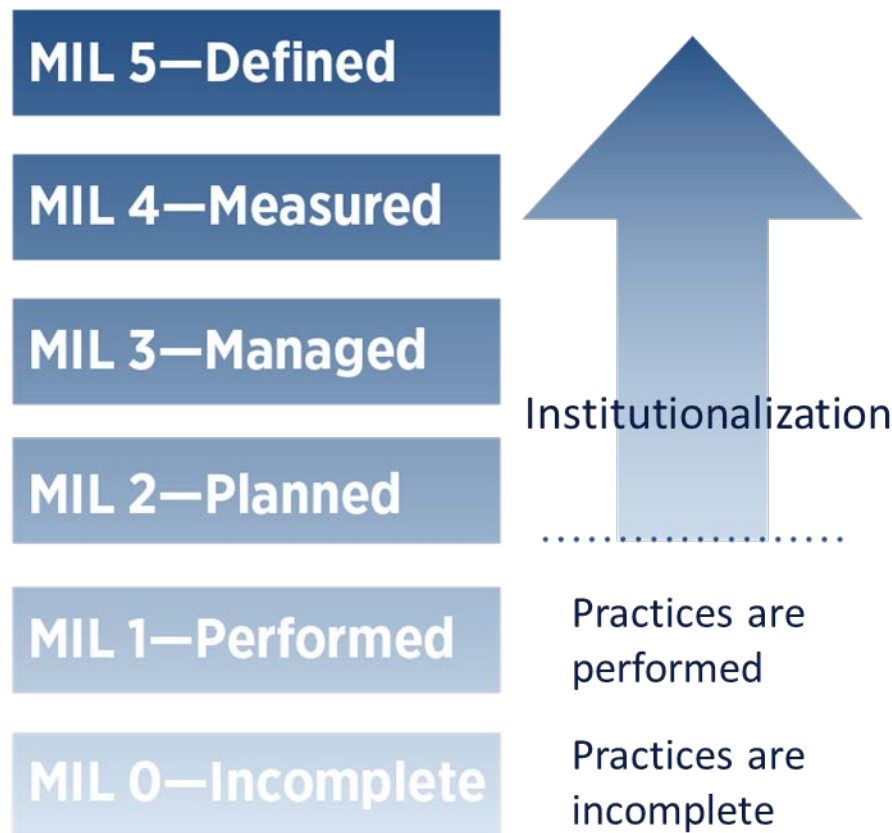 MIL 5—Defined
MIL 4—Measured
MIL 3—Managed
Institutionalization
MIL 2—Planned
MIL 1—Performed
Practices are
performed
MIL 0—Incomplete
Practices are
incomplete